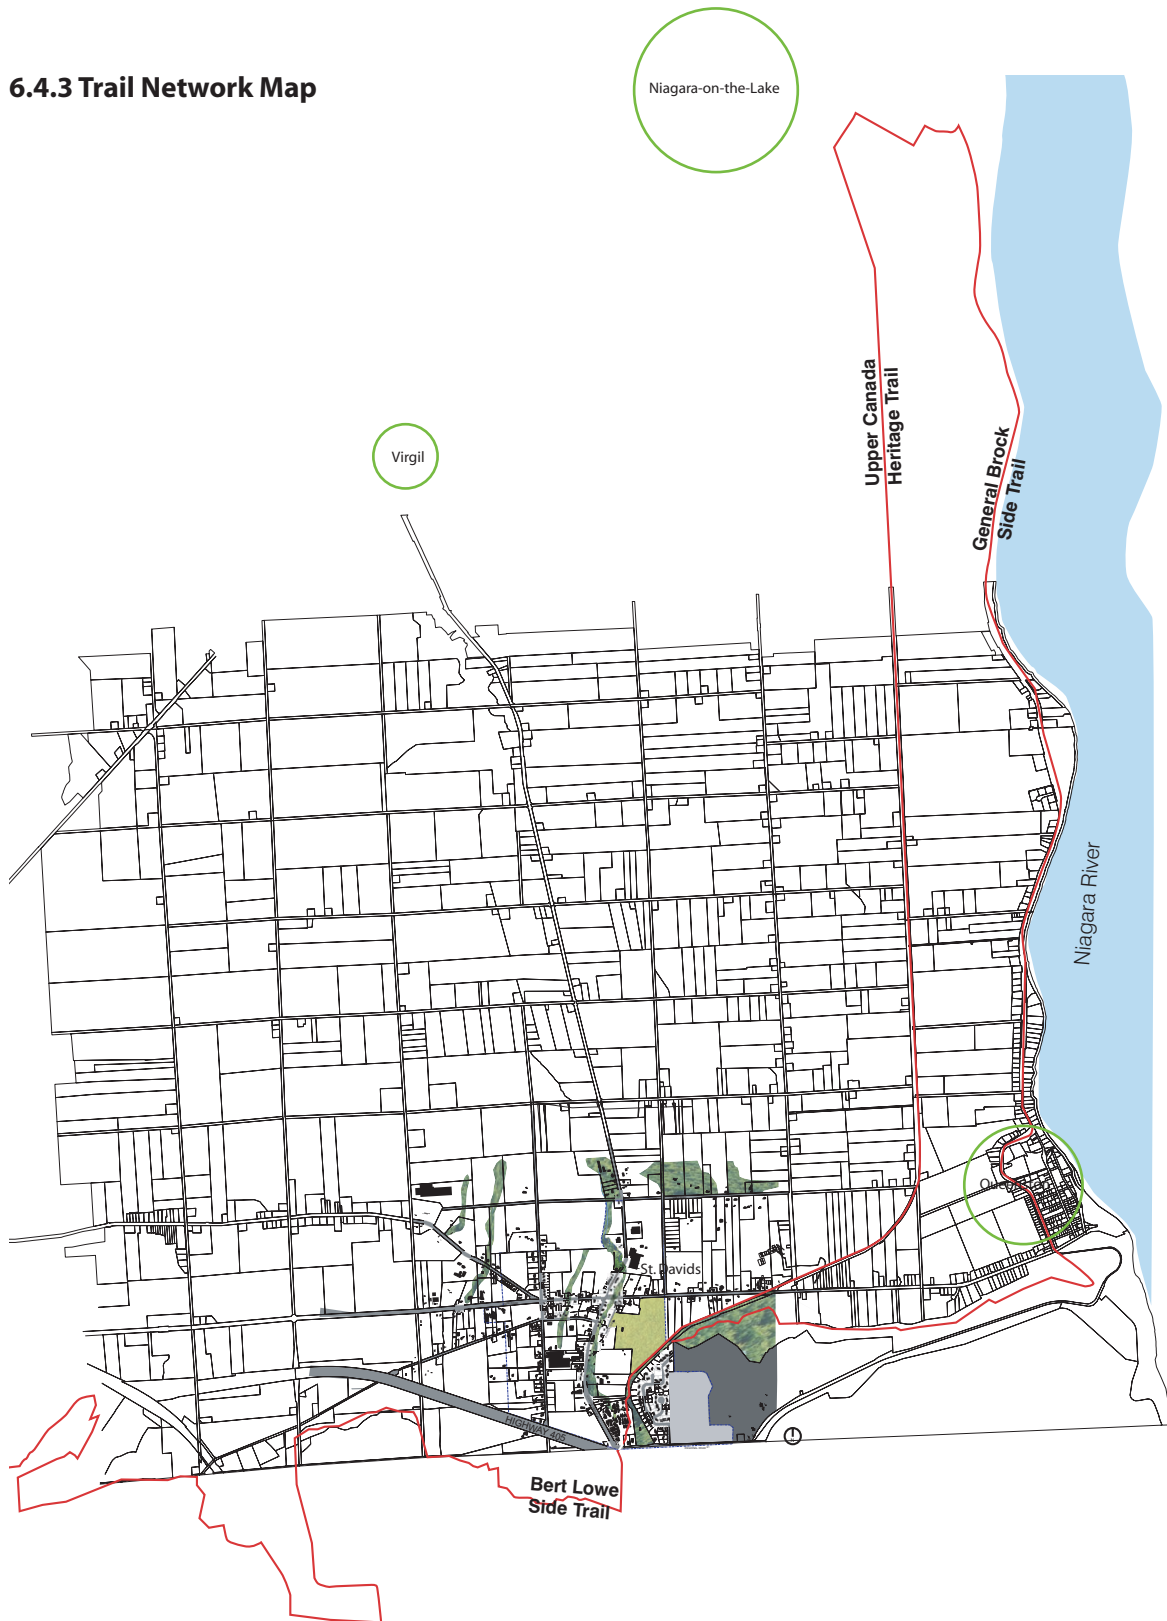 6.4.3 Trail Network Map
Niagara-on-the-Lake
Virgil
Upper Canada
Heritage Trail
General Brock
Side Trail
Niagara River
St. Davids
HIGHWAY 405
Bert Lowe
Side Trail